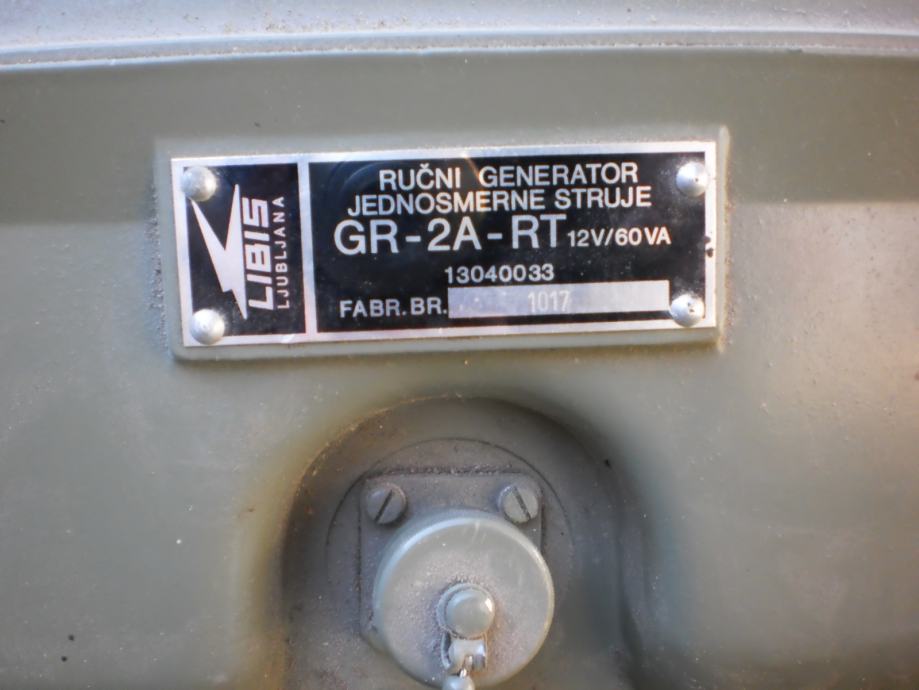 LIBIS
LJUBLJANA
RUČNI GENERATOR
JEDNOSMERNE STRUJE
GR-2A-RT 12V/60VA
13040033
FABR. BR. 1017